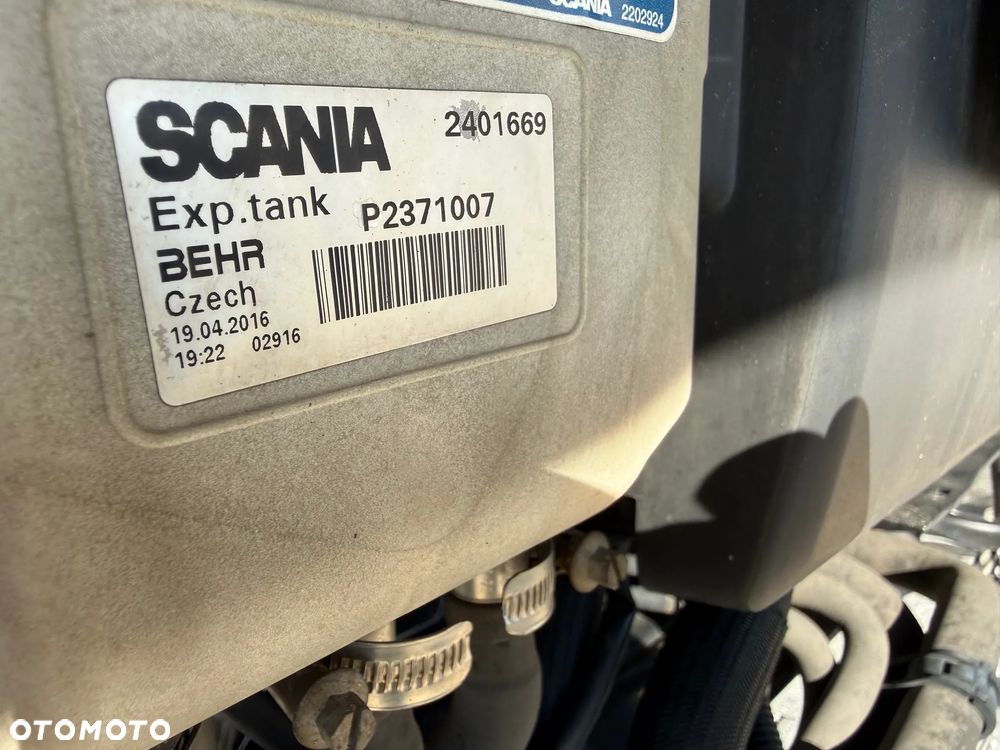 SCANIA 2202924
SCANIA 2401669
Exp.tank P2371007
BEHR
Czech
19.04.2016
19:22 02916
OTOMOTO